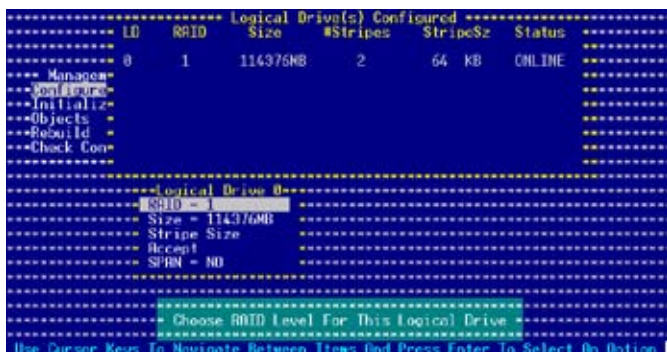 Logical Drive(s) Configured
LD RAID Size #Stripes StripeSz Status
0 1 114376MB 2 64 KB ONLINE
Managem
Configure
Initializ
Objects
Rebuild
Check Con
Logical Drive 0
RAID = 1
Size = 114376MB
Stripe Size
Accept
SPAN = NO
Choose RAID Level For This Logical Drive
Use Cursor Keys To Navigate Between Items And Press Enter To Select An Option